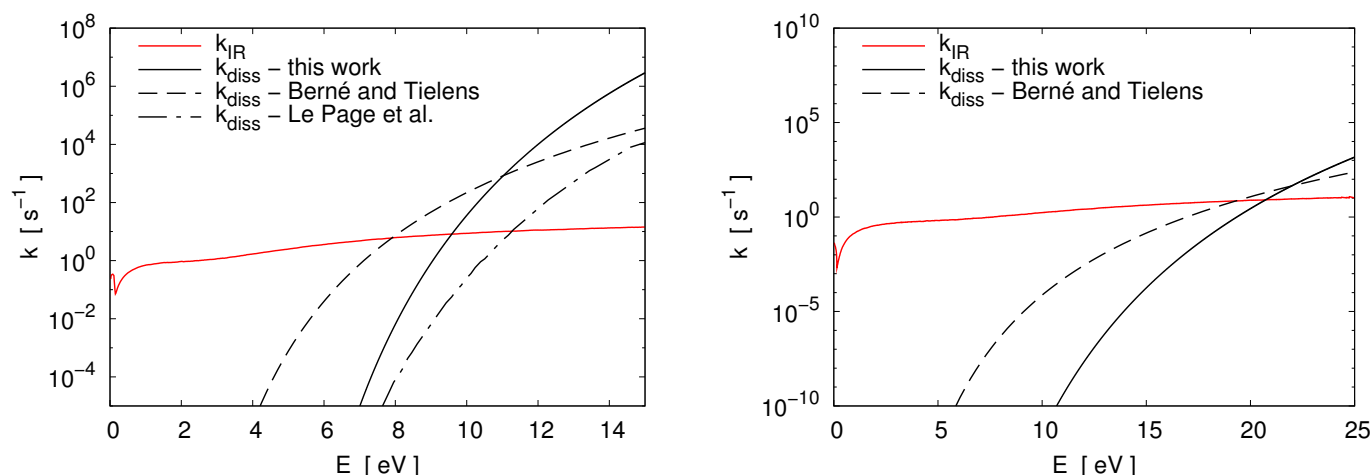 10^8
10^6
10^4
10^2
10^0
10^-2
10^-4
k [ s^-1 ]
k_IR
k_diss – this work
k_diss – Berné and Tielens
k_diss – Le Page et al.
0 2 4 6 8 10 12 14
E [ eV ]
10^10
10^5
10^0
10^-5
10^-10
k [ s^-1 ]
k_IR
k_diss – this work
k_diss – Berné and Tielens
0 5 10 15 20 25
E [ eV ]